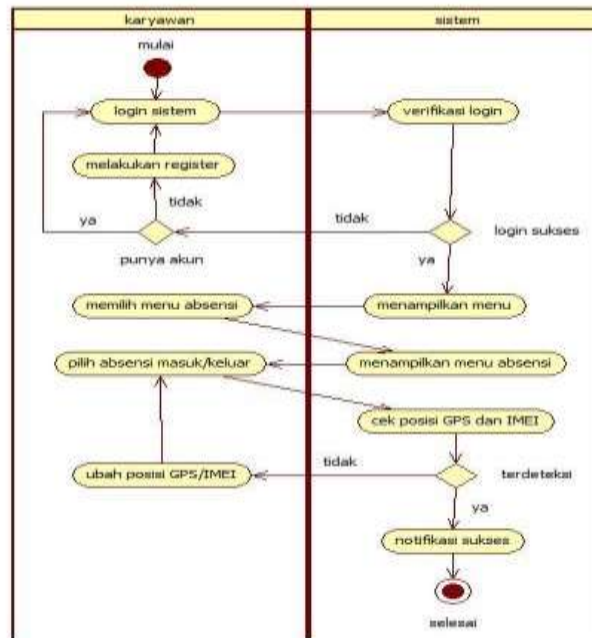 karyawan
sistem
mulai
login sistem
verifikasi login
melakukan register
tidak
ya
tidak
login sukses
punya akun
ya
memilih menu absensi
menampilkan menu
pilih absensi masuk/keluar
menampilkan menu absensi
cek posisi GPS dan IMEI
tidak
ubah posisi GPS/IMEI
terdeteksi
ya
notifikasi sukses
selesai